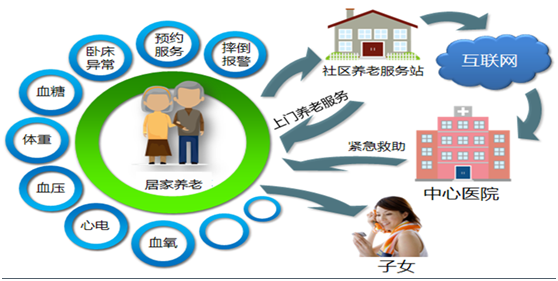 预约
服务
摔倒
报警
卧床
异常
血糖
体重
血压
心电
血氧
居家养老
社区养老服务站
互联网
上门养老服务
紧急救助
中心医院
子女